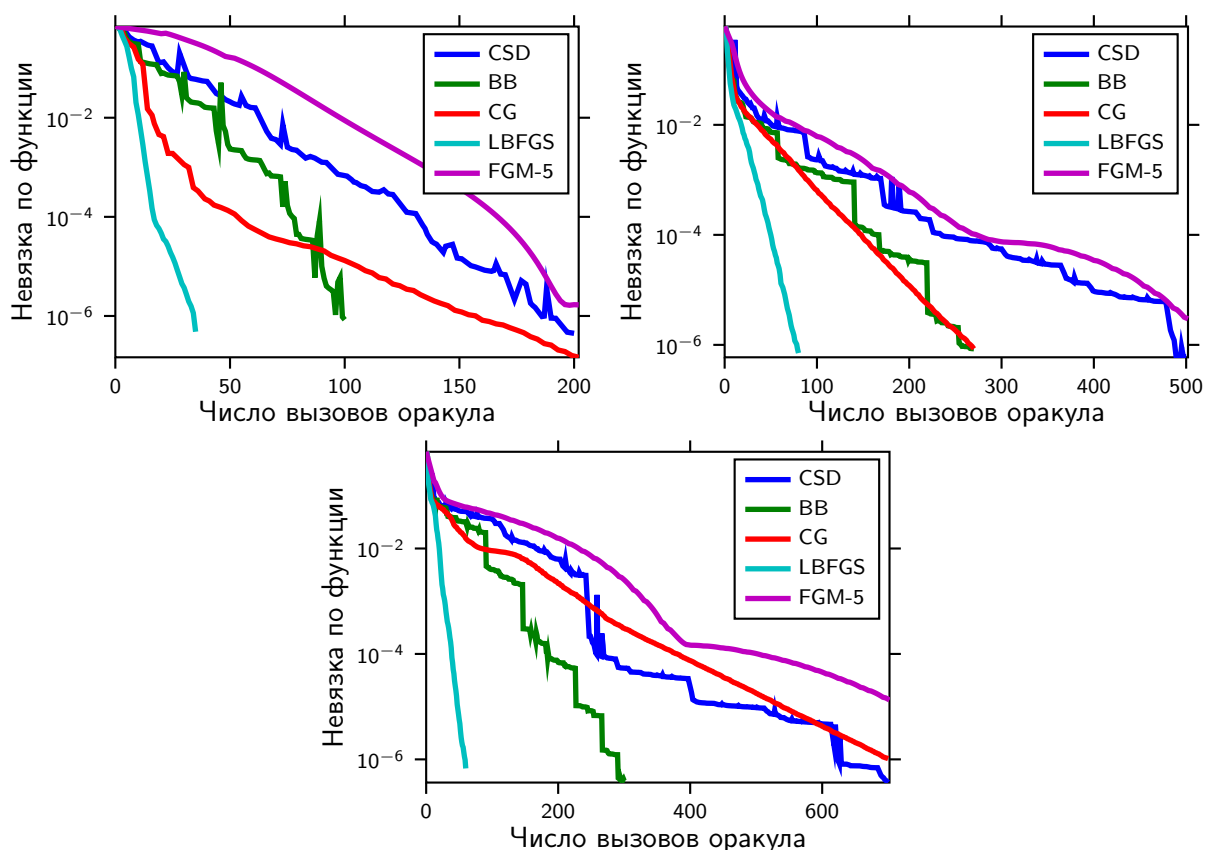 Невязка по функции
10⁻²
10⁻⁴
10⁻⁶
0 50 100 150 200
Число вызовов оракула
CSD
BB
CG
LBFGS
FGM-5
Невязка по функции
10⁻²
10⁻⁴
10⁻⁶
0 100 200 300 400 500
Число вызовов оракула
CSD
BB
CG
LBFGS
FGM-5
Невязка по функции
10⁻²
10⁻⁴
10⁻⁶
0 200 400 600
Число вызовов оракула
CSD
BB
CG
LBFGS
FGM-5